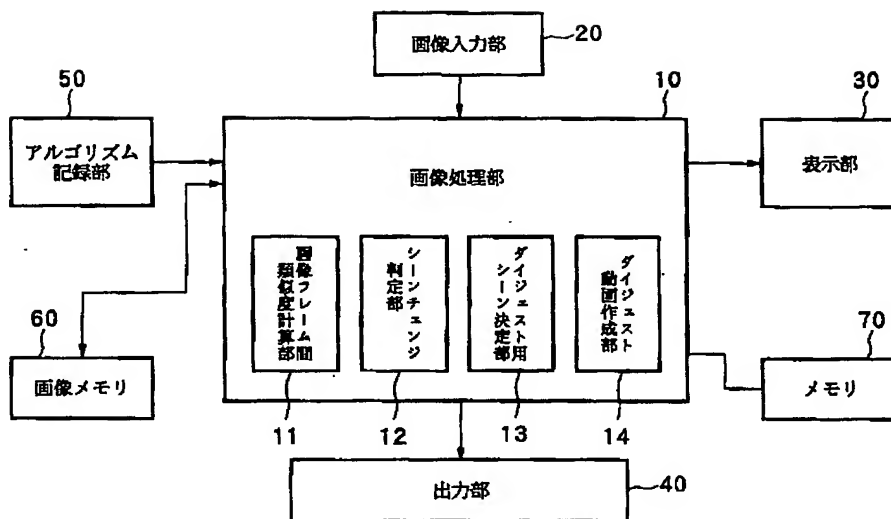 画像入力部
20
50
10
30
アルゴリズム
記録部
画像処理部
表示部
画像フレーム間
類似度計算部
シーンチェンジ
判定部
ダイジェスト用
シーン決定部
ダイジェスト
動画作成部
60
70
画像メモリ
メモリ
11
12
13
14
出力部
40